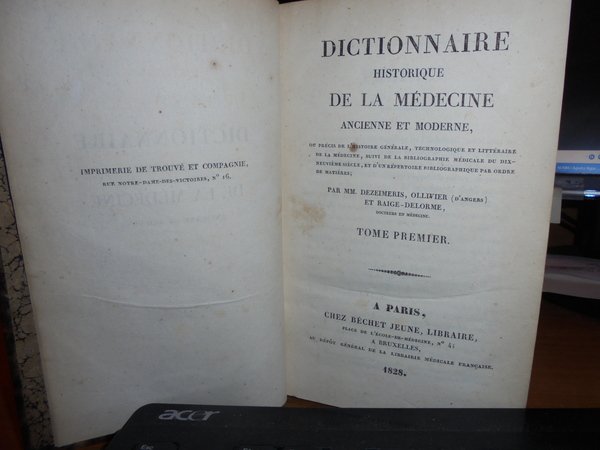 IMPRIMERIE DE TROUVÉ ET COMPAGNIE,
RUE NOTRE-DAME-DES-VICTOIRES, Nº 16.
DICTIONNAIRE
HISTORIQUE
DE LA MÉDECINE
ANCIENNE ET MODERNE,
OU PRÉCIS DE L'HISTOIRE GÉNÉRALE, TECHNOLOGIQUE ET LITTÉRAIRE
DE LA MÉDECINE, SUIVI DE LA BIBLIOGRAPHIE MÉDICALE DU DIX-
NEUVIÈME SIÈCLE, ET D'UN RÉPERTOIRE BIBLIOGRAPHIQUE PAR ORDRE
DE MATIÈRES;
PAR MM. DEZEIMERIS, OLLIVIER (D'ANGERS)
ET RAIGE-DELORME,
DOCTEURS EN MÉDECINE.
TOME PREMIER.
A PARIS,
CHEZ BÉCHET JEUNE, LIBRAIRE,
PLACE DE L'ÉCOLE-DE-MÉDECINE, Nº 4;
A BRUXELLES,
AU DÉPÔT GÉNÉRAL DE LA LIBRAIRIE MÉDICALE FRANÇAISE.
1828.
acer
Esc